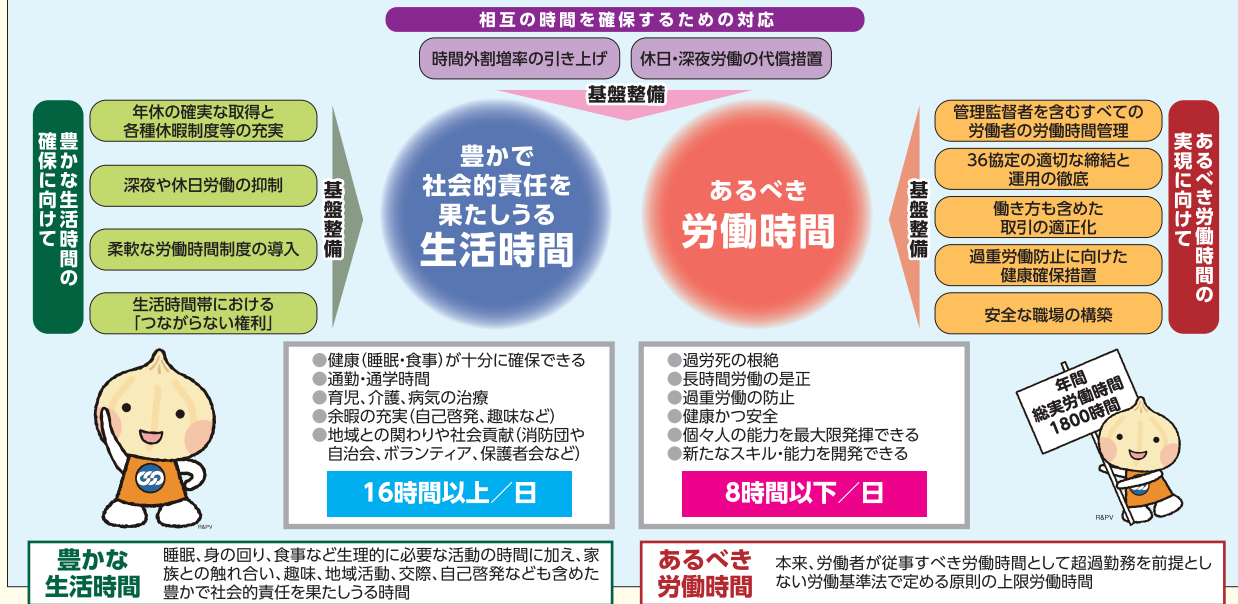 相互の時間を確保するための対応
時間外割増率の引き上げ
休日・深夜労働の代償措置
基盤整備
豊かな生活時間の
確保に向けて
年休の確実な取得と
各種休暇制度等の充実
深夜や休日労働の抑制
柔軟な労働時間制度の導入
生活時間帯における
「つながらない権利」
基盤整備
豊かで
社会的責任を
果たしうる
生活時間
あるべき
労働時間
基盤整備
管理監督者を含むすべての
労働者の労働時間管理
36協定の適切な締結と
運用の徹底
働き方も含めた
取引の適正化
過重労働防止に向けた
健康確保措置
安全な職場の構築
あるべき労働時間の
実現に向けて
●健康（睡眠・食事）が十分に確保できる
●通勤・通学時間
●育児、介護、病気の治療
●余暇の充実（自己啓発、趣味など）
●地域との関わりや社会貢献（消防団や
自治会、ボランティア、保護者会など）
16時間以上／日
●過労死の根絶
●長時間労働の是正
●過重労働の防止
●健康かつ安全
●個々人の能力を最大限発揮できる
●新たなスキル・能力を開発できる
8時間以下／日
年間
総実労働時間
1800時間
R&PV
R&PV
豊かな
生活時間
睡眠、身の回り、食事など生理的に必要な活動の時間に加え、家
族との触れ合い、趣味、地域活動、交際、自己啓発なども含めた
豊かで社会的責任を果たしうる時間
あるべき
労働時間
本来、労働者が従事すべき労働時間として超過勤務を前提とし
ない労働基準法で定める原則の上限労働時間